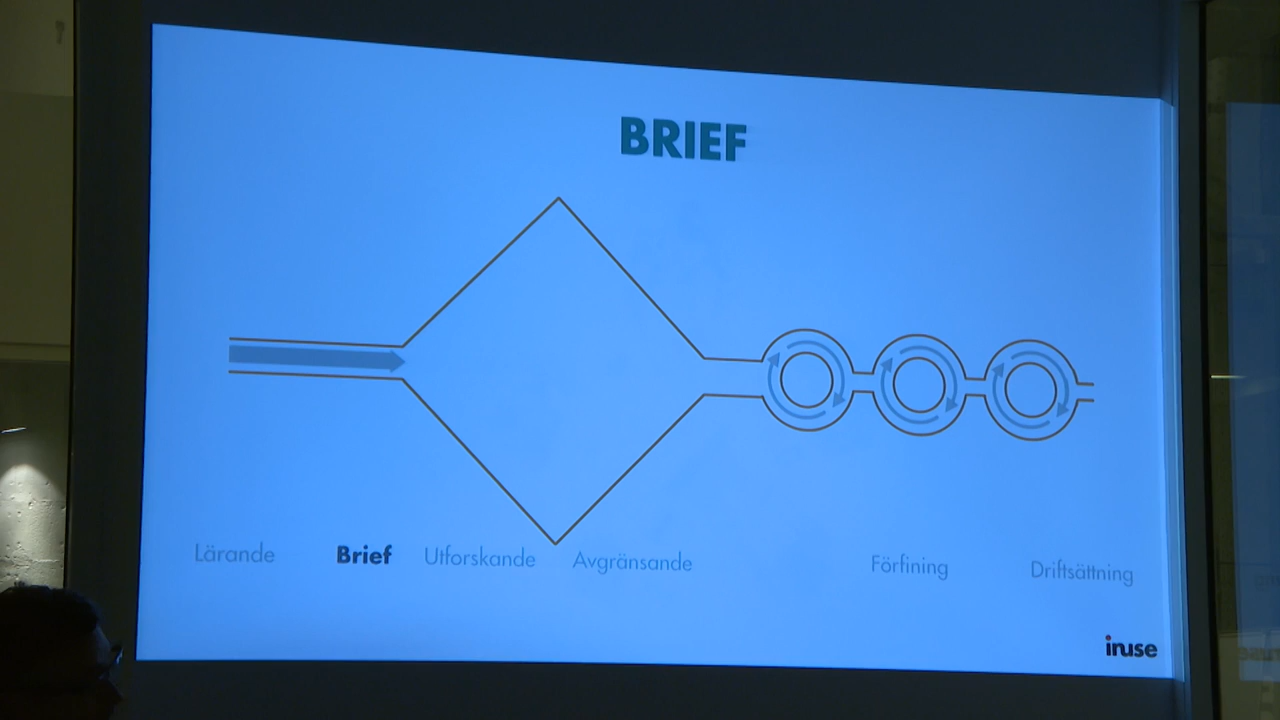 BRIEF
Lärande Brief Utforskande Avgränsande Förfining Driftsättning
inuse